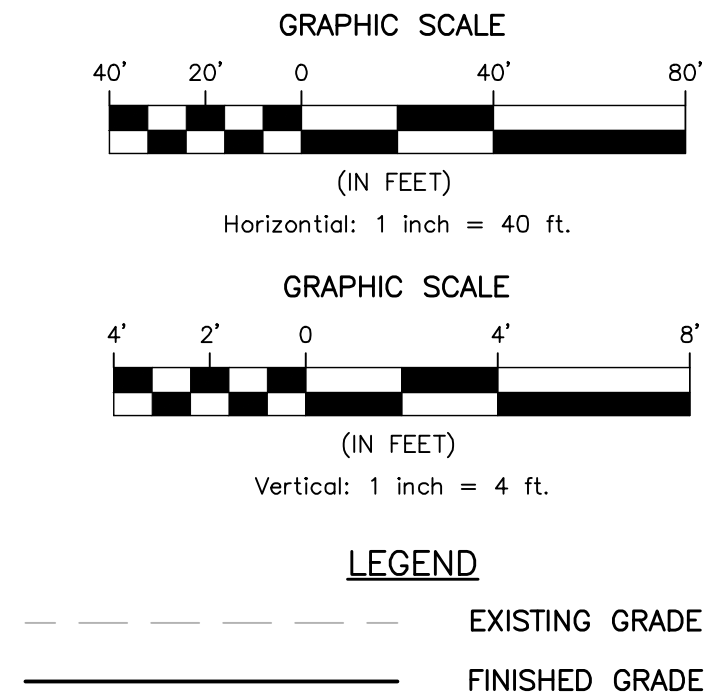 GRAPHIC SCALE
40' 20' 0 40' 80'
(IN FEET)
Horizontial: 1 inch = 40 ft.
GRAPHIC SCALE
4' 2' 0 4' 8'
(IN FEET)
Vertical: 1 inch = 4 ft.
LEGEND
EXISTING GRADE
FINISHED GRADE